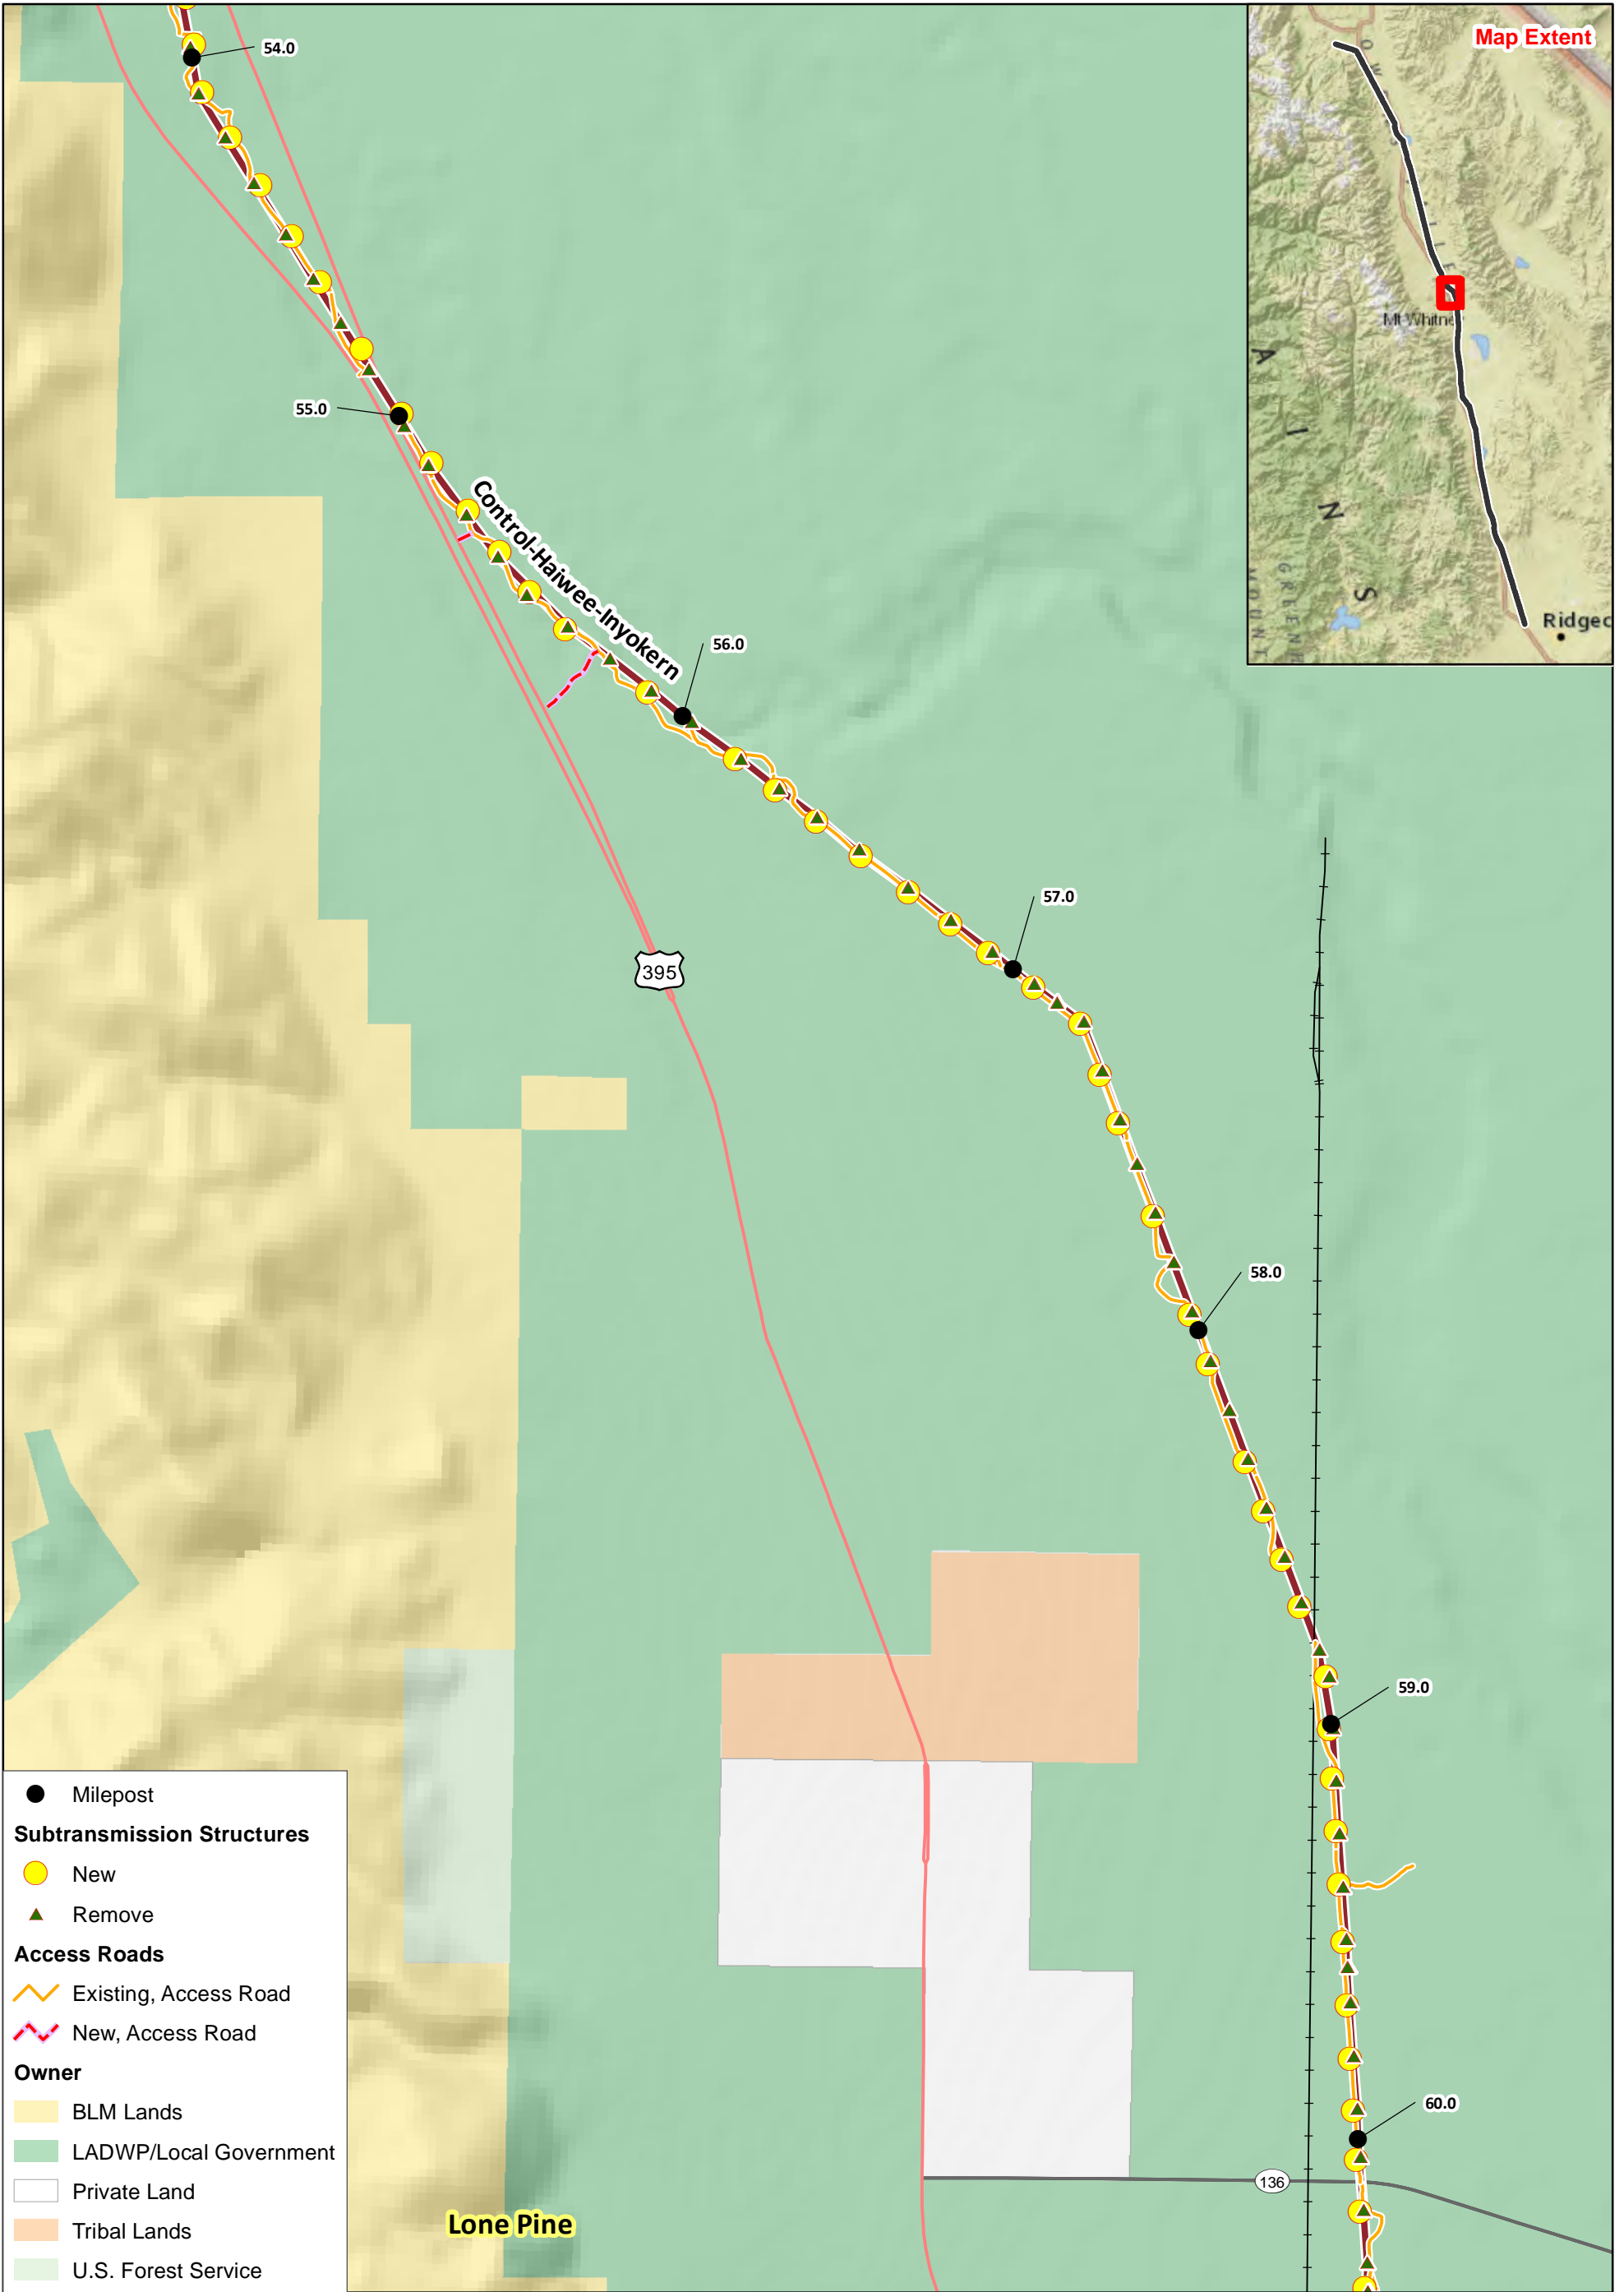 54.0
Map Extent
O W
Mt Whitne
L L E
A
I
N
S
GREEN
M O U N T
Ridgec
55.0
Control-Haiwee-Inyokern
56.0
57.0
395
58.0
59.0
60.0
136
Lone Pine
Milepost
Subtransmission Structures
New
Remove
Access Roads
Existing, Access Road
New, Access Road
Owner
BLM Lands
LADWP/Local Government
Private Land
Tribal Lands
U.S. Forest Service